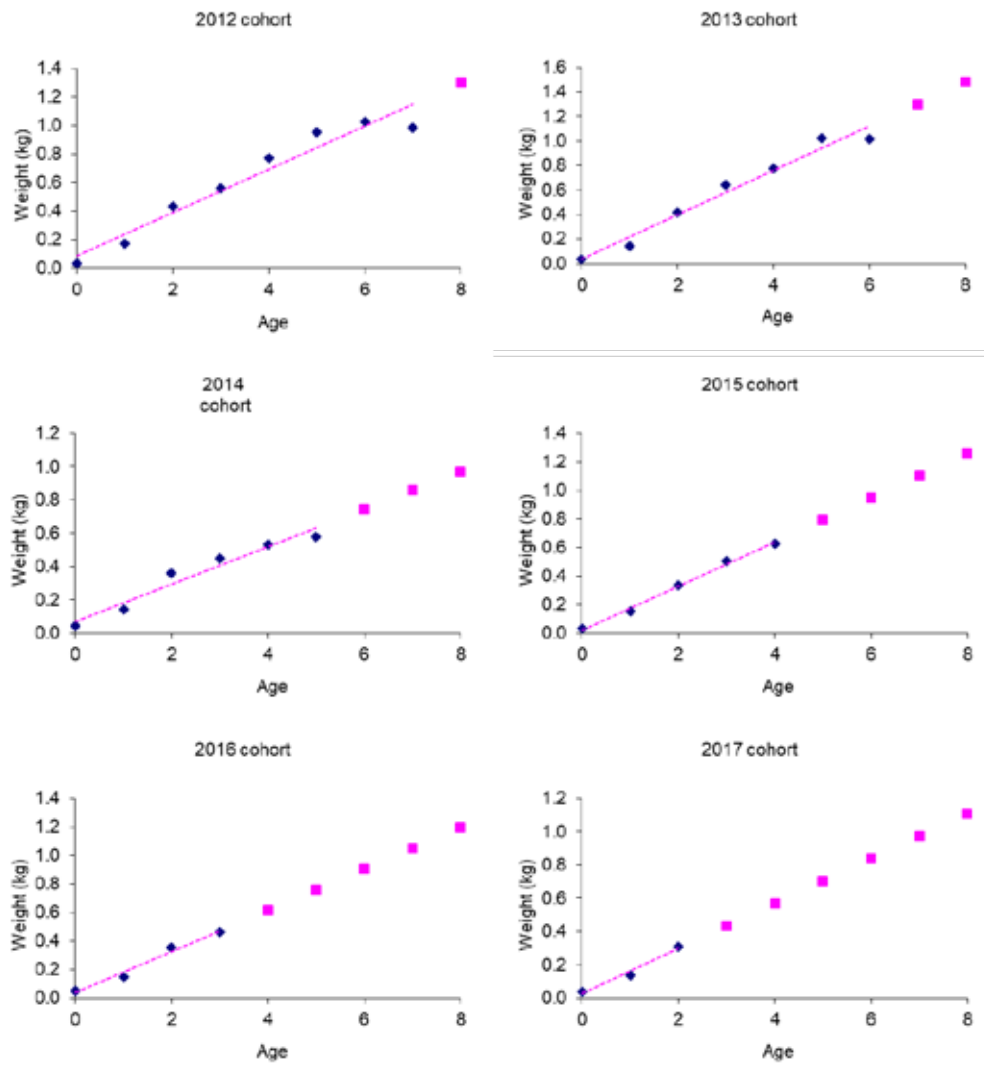 2012 cohort
Weight (kg)
1.4
1.2
1.0
0.8
0.6
0.4
0.2
0.0
0 2 4 6 8
Age
2013 cohort
Weight (kg)
1.6
1.4
1.2
1.0
0.8
0.6
0.4
0.2
0.0
0 2 4 6 8
Age
2014
cohort
Weight (kg)
1.2
1.0
0.8
0.6
0.4
0.2
0.0
0 2 4 6 8
Age
2015 cohort
Weight (kg)
1.4
1.2
1.0
0.8
0.6
0.4
0.2
0.0
0 2 4 6 8
Age
2016 cohort
Weight (kg)
1.4
1.2
1.0
0.8
0.6
0.4
0.2
0.0
0 2 4 6 8
Age
2017 cohort
Weight (kg)
1.2
1.0
0.8
0.6
0.4
0.2
0.0
0 2 4 6 8
Age